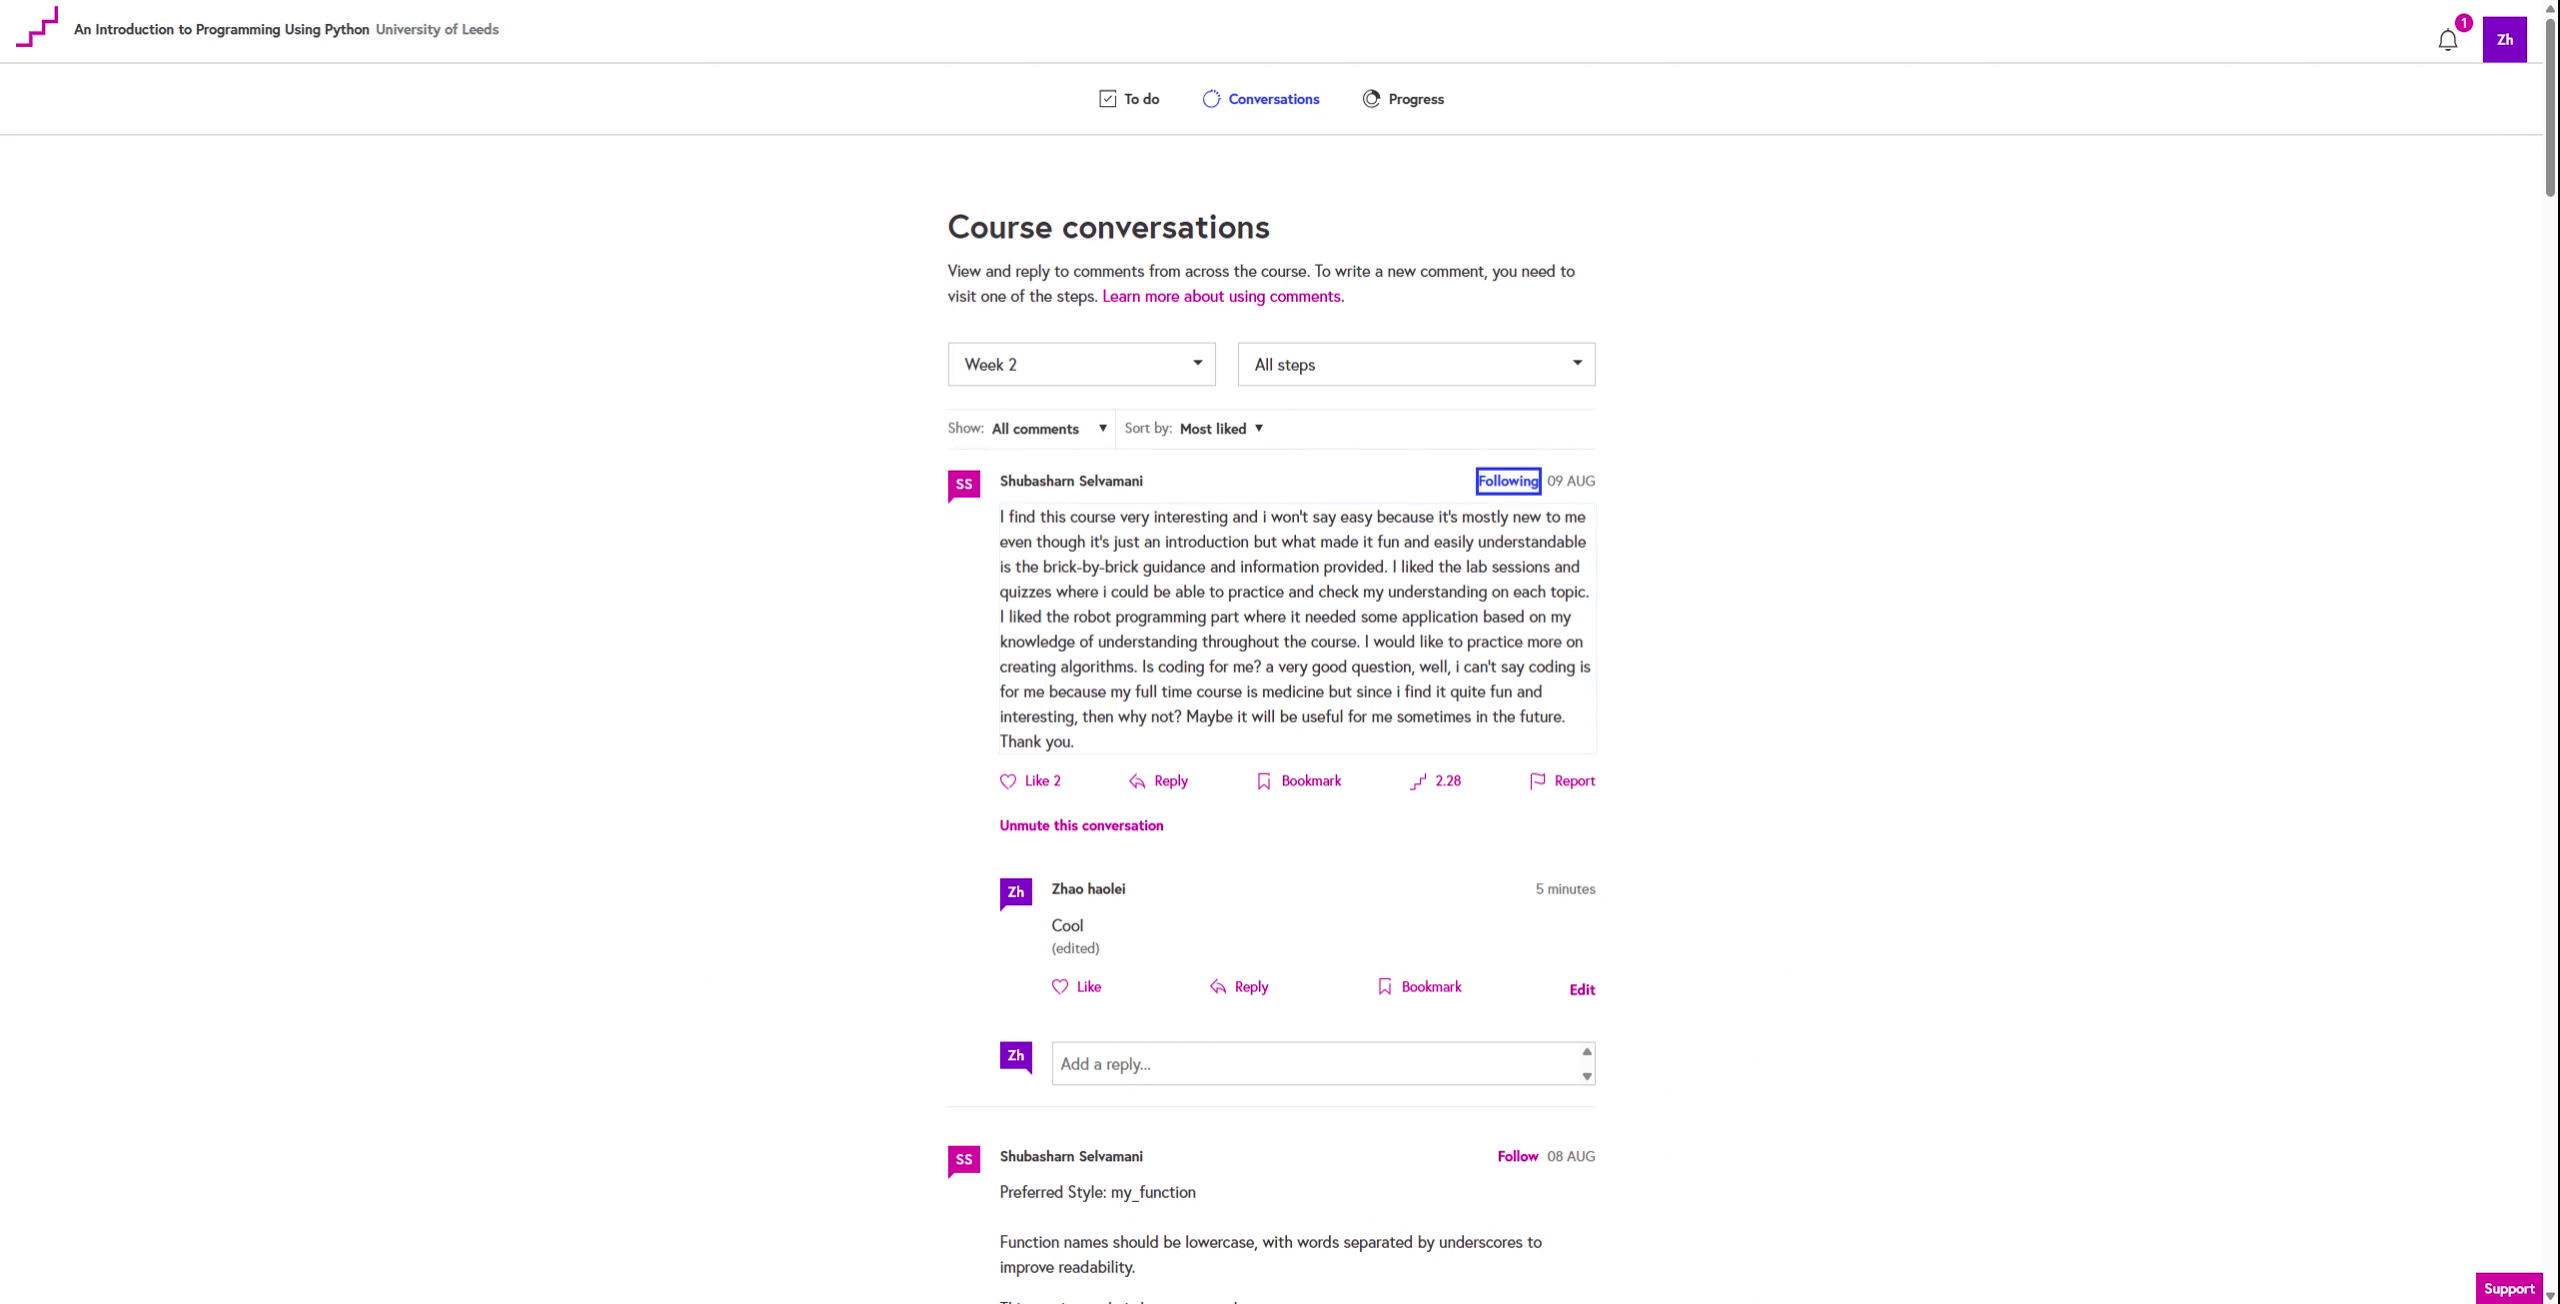 An Introduction to Programming Using Python University of Leeds
1
Zh
To do
Conversations
Progress
Course conversations
View and reply to comments from across the course. To write a new comment, you need to
visit one of the steps. Learn more about using comments.
Week 2
All steps
Show: All comments
Sort by: Most liked
SS
Shubasharn Selvamani
Following 09 AUG
I find this course very interesting and i won't say easy because it's mostly new to me
even though it's just an introduction but what made it fun and easily understandable
is the brick-by-brick guidance and information provided. I liked the lab sessions and
quizzes where i could be able to practice and check my understanding on each topic.
I liked the robot programming part where it needed some application based on my
knowledge of understanding throughout the course. I would like to practice more on
creating algorithms. Is coding for me? a very good question, well, i can't say coding is
for me because my full time course is medicine but since i find it quite fun and
interesting, then why not? Maybe it will be useful for me sometimes in the future.
Thank you.
Like 2
Reply
Bookmark
2.28
Report
Unmute this conversation
Zh
Zhao haolei
5 minutes
Cool
(edited)
Like
Reply
Bookmark
Edit
Zh
Add a reply...
SS
Shubasharn Selvamani
Follow 08 AUG
Preferred Style: my_function
Function names should be lowercase, with words separated by underscores to
improve readability.
Support